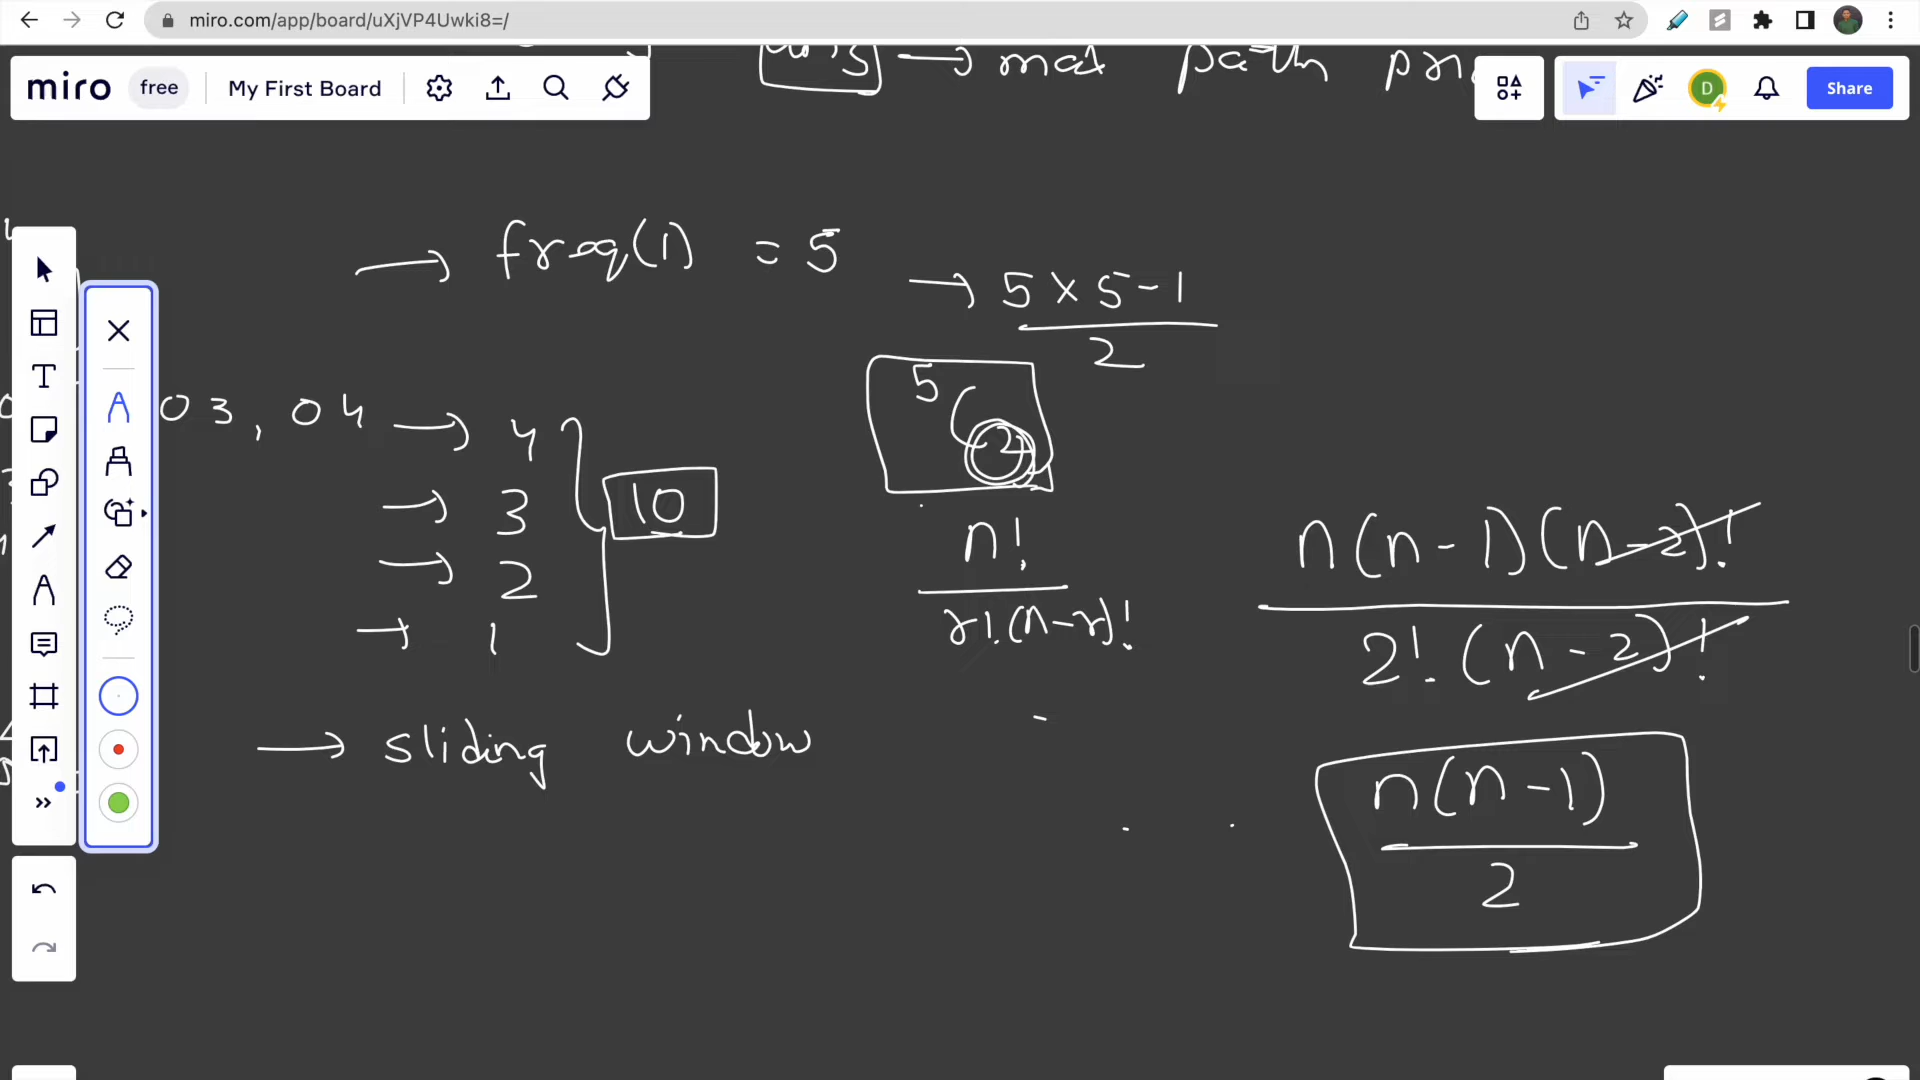 miro.com/app/board/uXjVP4Uwki8=/
→ max path
miro free My First Board
D Share
→ freq(1) = 5
→ 5 × 5 - 1
2
03, 04 → 4
→ 3
→ 2
→ 1
10
5C2
n!
r!.(n-r)!
n(n-1)(n-2)!
2!.(n-2)!
→ sliding window
n(n-1)
2